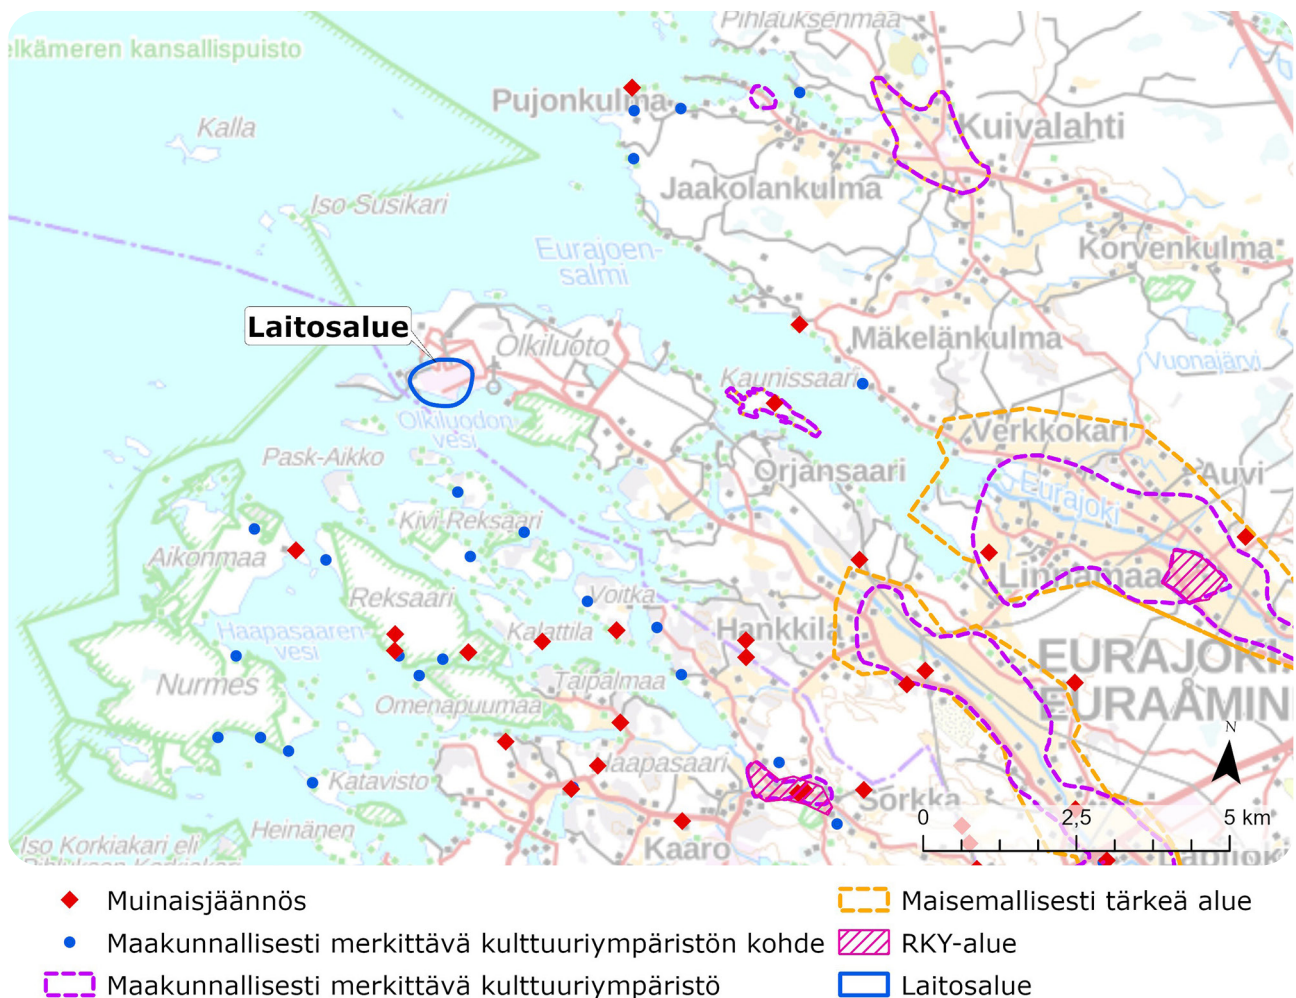 Pihlauksenmaa
elkämeren kansallispuisto
Pujonkulma
Kalla
Kuivalahti
Jaakolankulma
Iso Susikari
Eurajoen-
salmi
Korvenkulma
Laitosalue
Olkiluoto
Mäkelänkulma
Vuonajärvi
Kaunissaari
Olkiluodon
vesi
Verkkokari
Pask-Aikko
Orjansaari
Auvi
Eurajoki
Kivi-Reksaari
Aikonmaa
Linnamaa
Reksaari
Voitka
Haapasaaren
vesi
Kalattila
Hankkila
EURAJOKI
EURAÅMIN
Nurmes
Taipalmaa
Omenapuumaa
N
Katavisto
Haapasaari
Sorkka
0 2,5 5 km
Heinänen
Iso Korkiakari eli
Kaaro
Lapijoki
Muinaisjäännös
Maakunnallisesti merkittävä kulttuuriympäristön kohde
Maakunnallisesti merkittävä kulttuuriympäristö
Maisemallisesti tärkeä alue
RKY-alue
Laitosalue